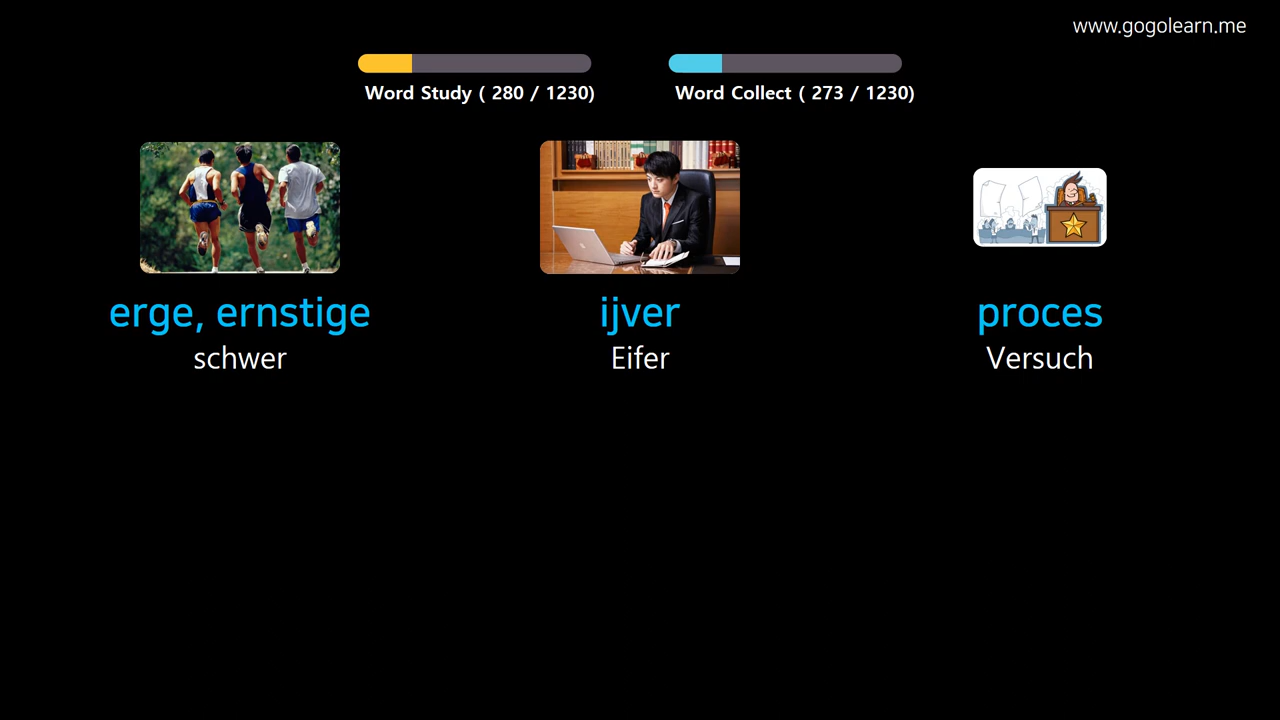 www.gogolearn.me
Word Study ( 280 / 1230)
Word Collect ( 273 / 1230)
erge, ernstige
schwer
ijver
Eifer
proces
Versuch